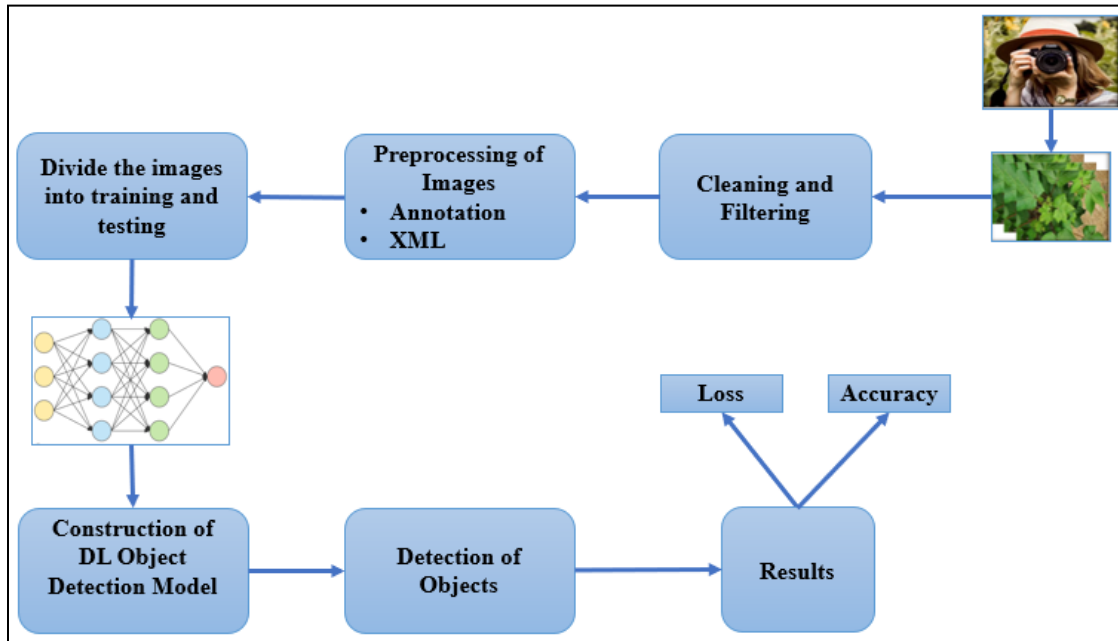 Divide the images
into training and
testing
Preprocessing of
Images
• Annotation
• XML
Cleaning and
Filtering
Loss
Accuracy
Construction of
DL Object
Detection Model
Detection of
Objects
Results